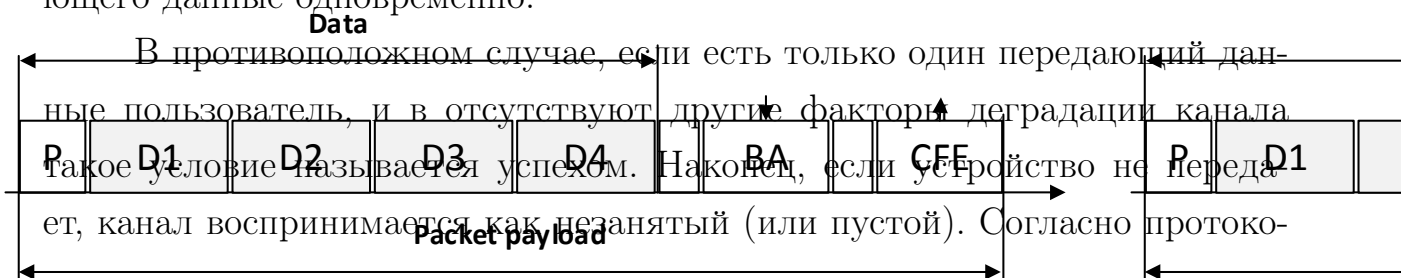 ющего данные одновременно.
Data
В противоположном случае, если есть только один передающий дан-
ные пользователь, и в отсутствуют другие факторы деградации канала
P D1 D2 D3 D4 BA CFE P D1
такое условие называется успехом. Наконец, если устройство не переда-
ет, канал воспринимается как незанятый (или пустой). Согласно протоко-
Packet payload